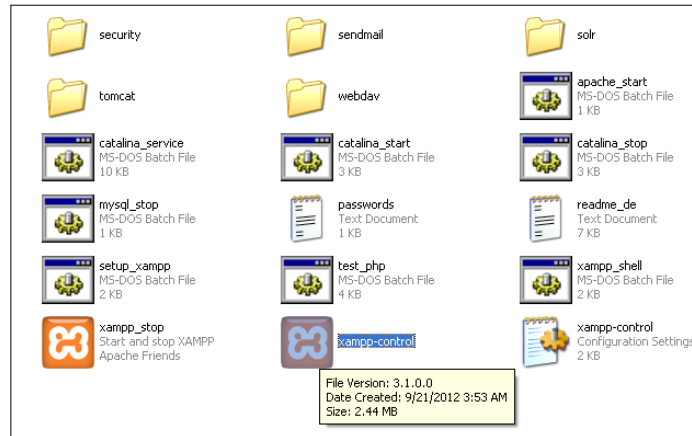 security
sendmail
solr
tomcat
webdav
apache_start
MS-DOS Batch File
1 KB
catalina_service
MS-DOS Batch File
10 KB
catalina_start
MS-DOS Batch File
3 KB
catalina_stop
MS-DOS Batch File
3 KB
mysql_stop
MS-DOS Batch File
1 KB
passwords
Text Document
1 KB
readme_de
Text Document
7 KB
setup_xampp
MS-DOS Batch File
2 KB
test_php
MS-DOS Batch File
4 KB
xampp_shell
MS-DOS Batch File
2 KB
xampp_stop
Start and stop XAMPP
Apache Friends
xampp-control
xampp-control
Configuration Settings
2 KB
File Version: 3.1.0.0
Date Created: 9/21/2012 3:53 AM
Size: 2.44 MB